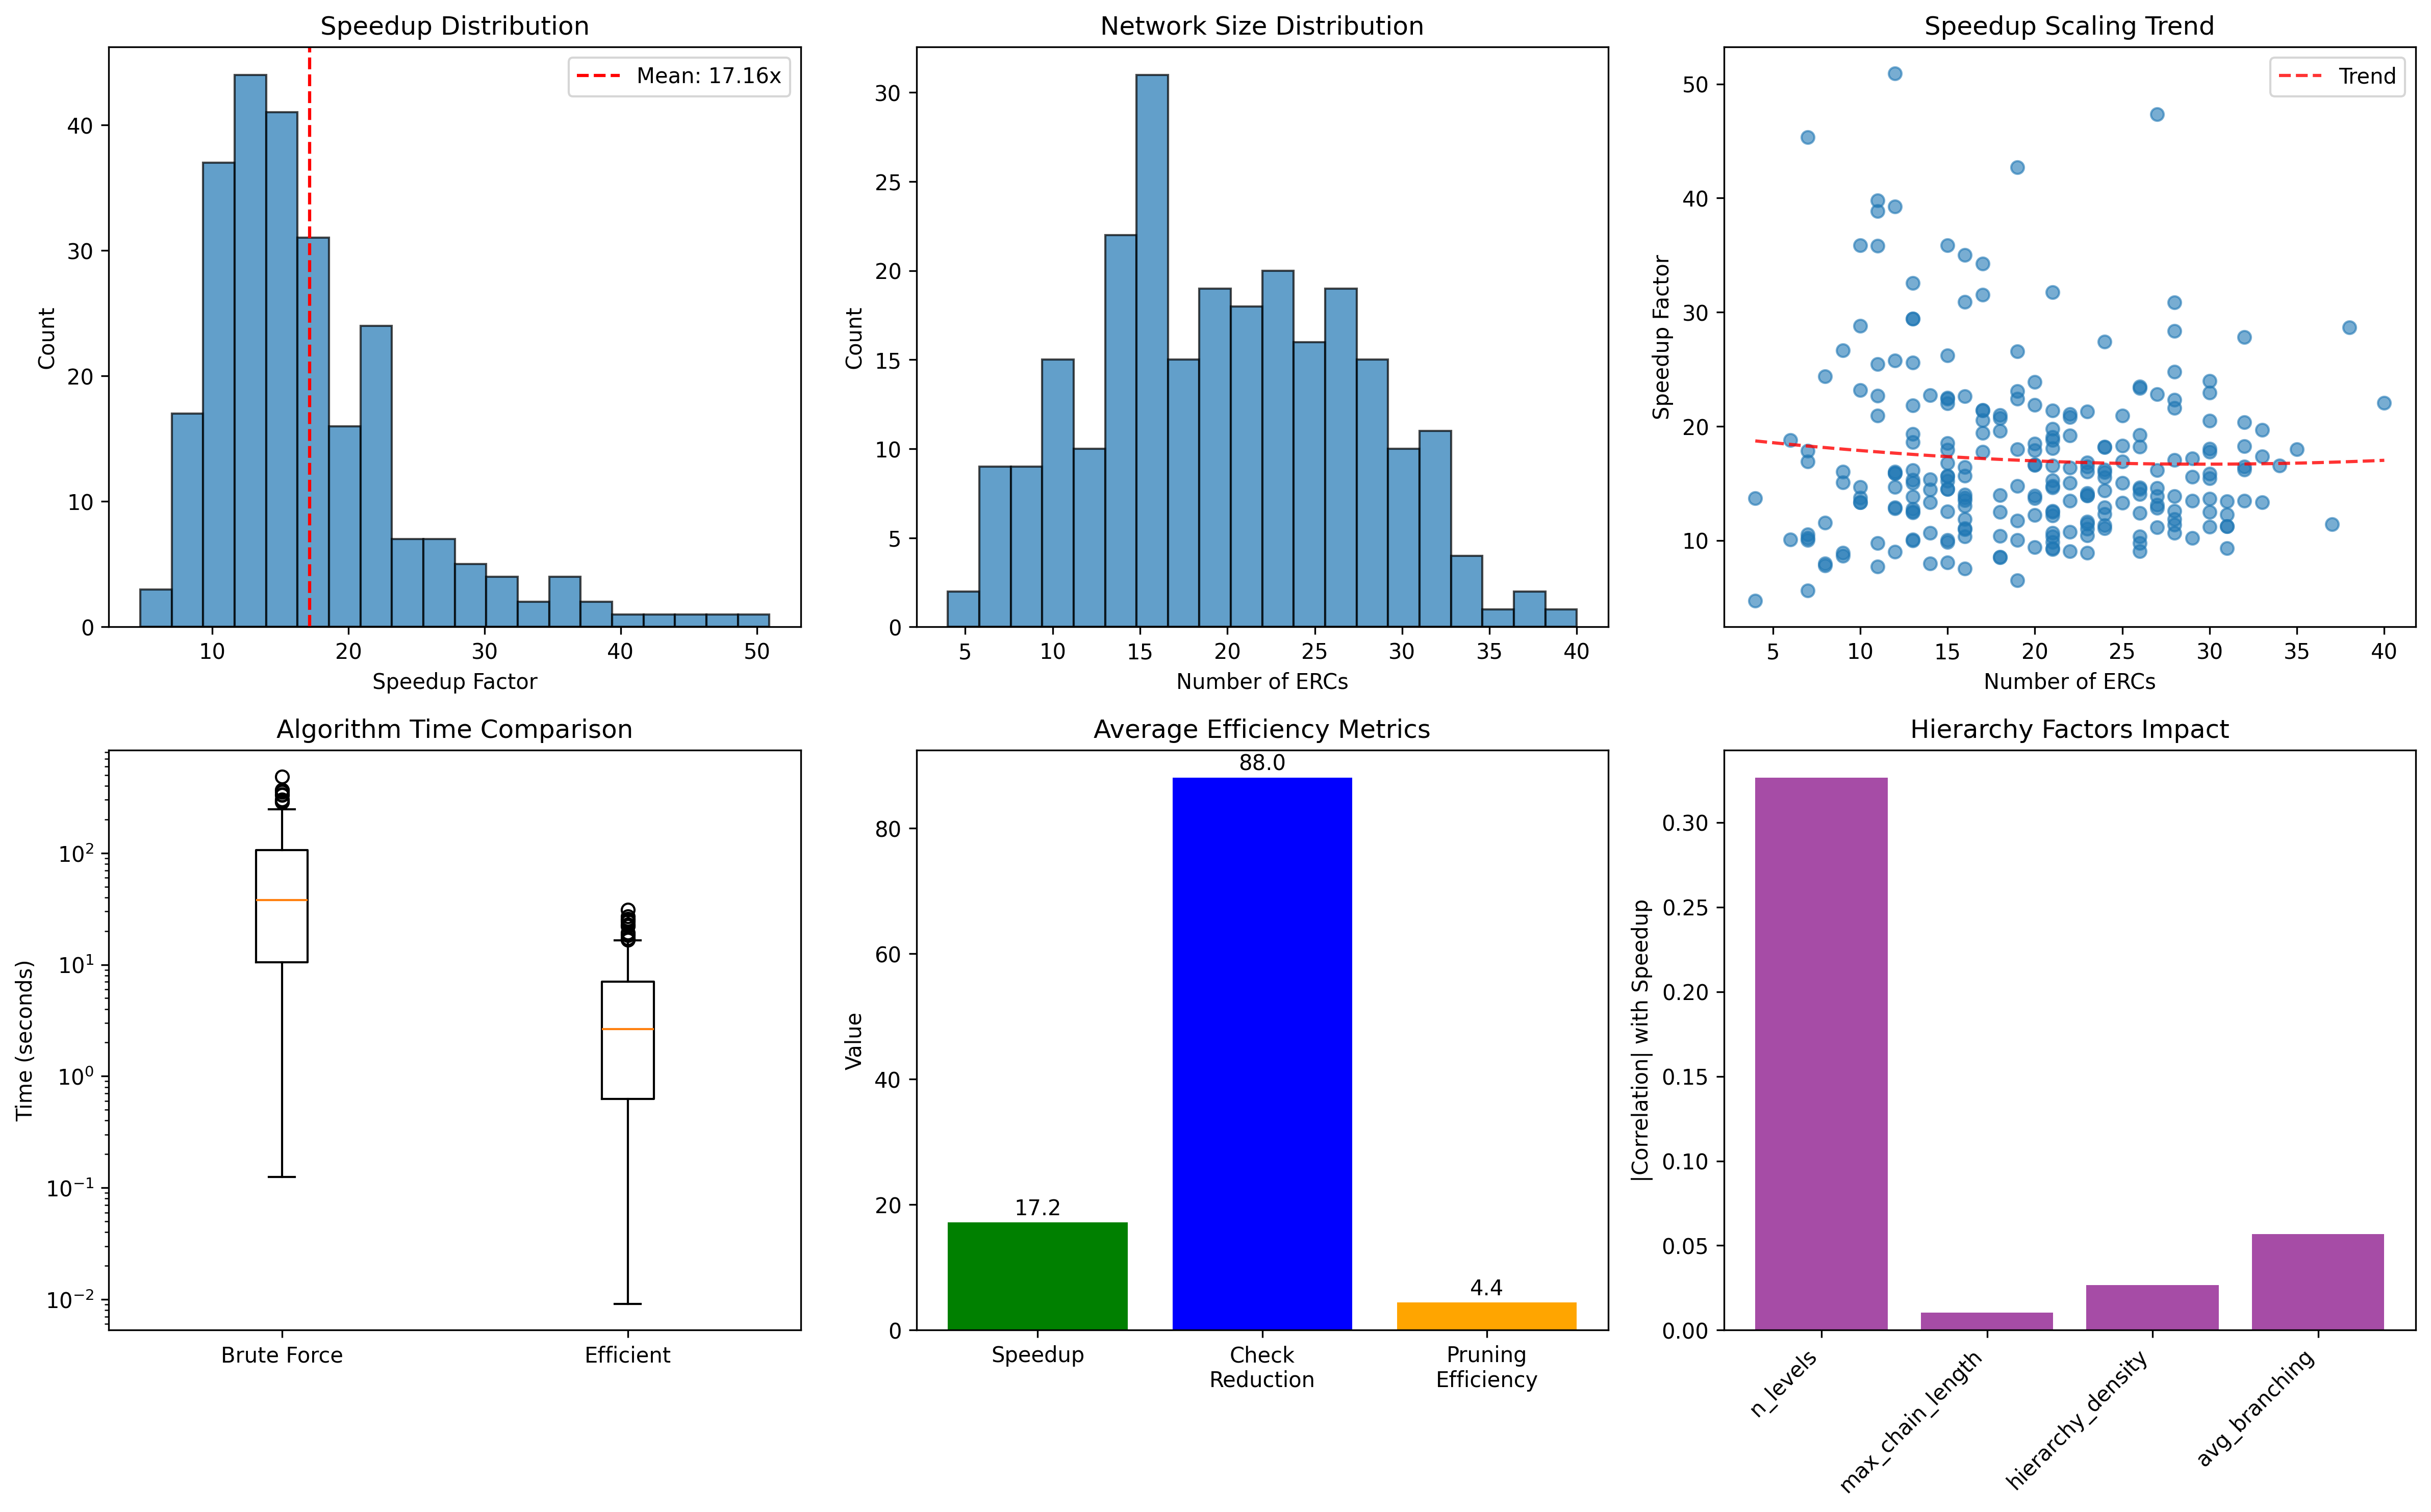 Speedup Distribution
Mean: 17.16x
Count
40
30
20
10
0
10
20
30
40
50
Speedup Factor
Network Size Distribution
Count
30
25
20
15
10
5
0
5
10
15
20
25
30
35
40
Number of ERCs
Speedup Scaling Trend
Trend
Speedup Factor
50
40
30
20
10
5
10
15
20
25
30
35
40
Number of ERCs
Algorithm Time Comparison
Time (seconds)
10²
10¹
10⁰
10⁻¹
10⁻²
Brute Force
Efficient
Average Efficiency Metrics
Value
80
60
40
20
0
17.2
88.0
4.4
Speedup
Check
Reduction
Pruning
Efficiency
Hierarchy Factors Impact
|Correlation| with Speedup
0.30
0.25
0.20
0.15
0.10
0.05
0.00
n_levels
max_chain_length
hierarchy_density
avg_branching